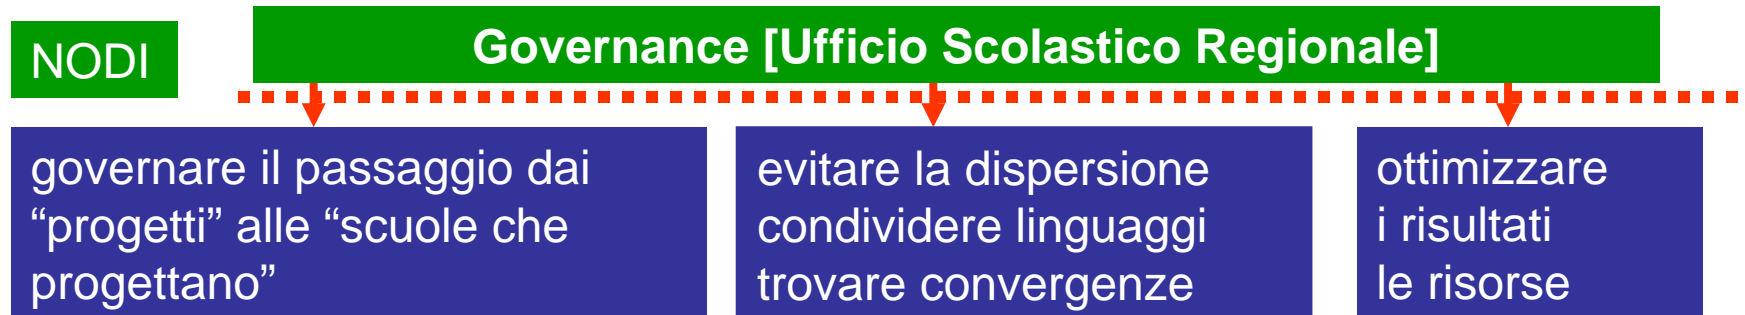 NODI
Governance [Ufficio Scolastico Regionale]
governare il passaggio dai
“progetti” alle “scuole che
progettano”
evitare la dispersione
condividere linguaggi
trovare convergenze
ottimizzare
i risultati
le risorse